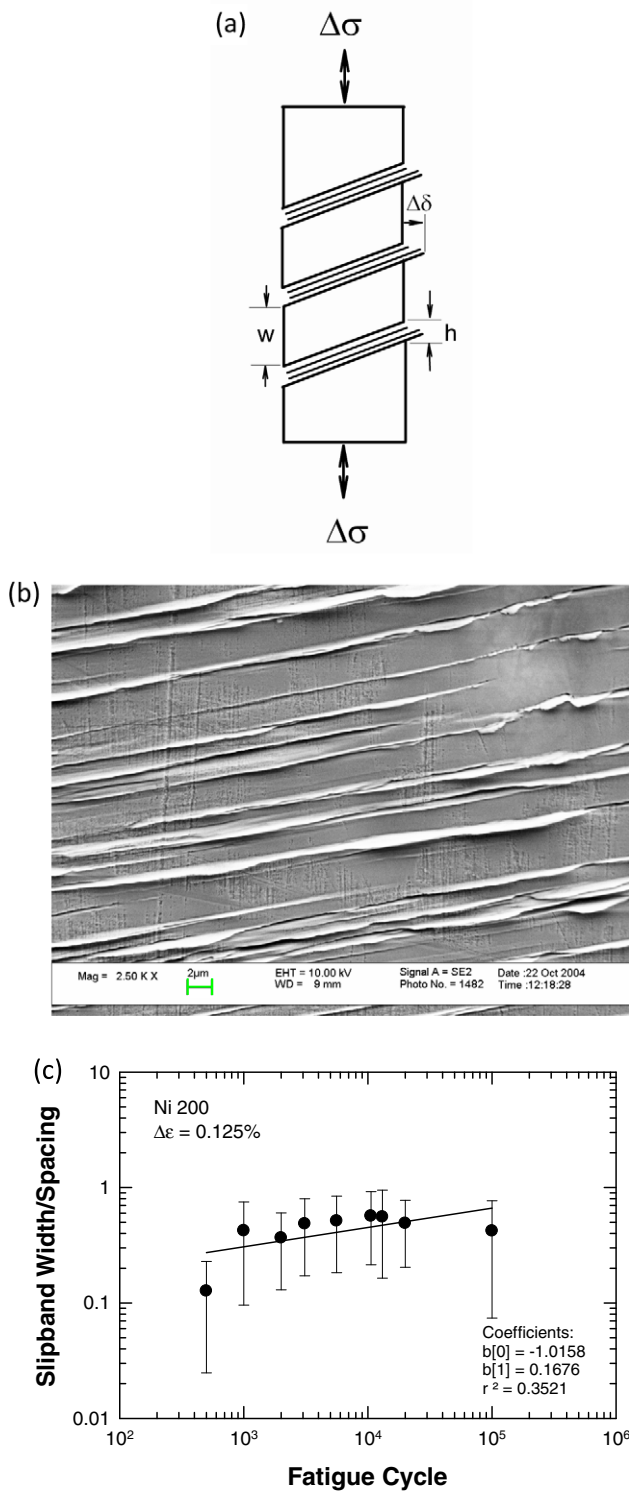 (a)
Δσ
Δδ
w
h
Δσ
(b)
Mag = 2.50 K X
2µm
EHT = 10.00 kV
WD = 9 mm
Signal A = SE2
Photo No. = 1482
Date :22 Oct 2004
Time :12:18:28
(c)
Slipband Width/Spacing
10
1
0.1
0.01
Ni 200
Δε = 0.125%
Coefficients:
b[0] = -1.0158
b[1] = 0.1676
r ² = 0.3521
10² 10³ 10⁴ 10⁵ 10⁶
Fatigue Cycle